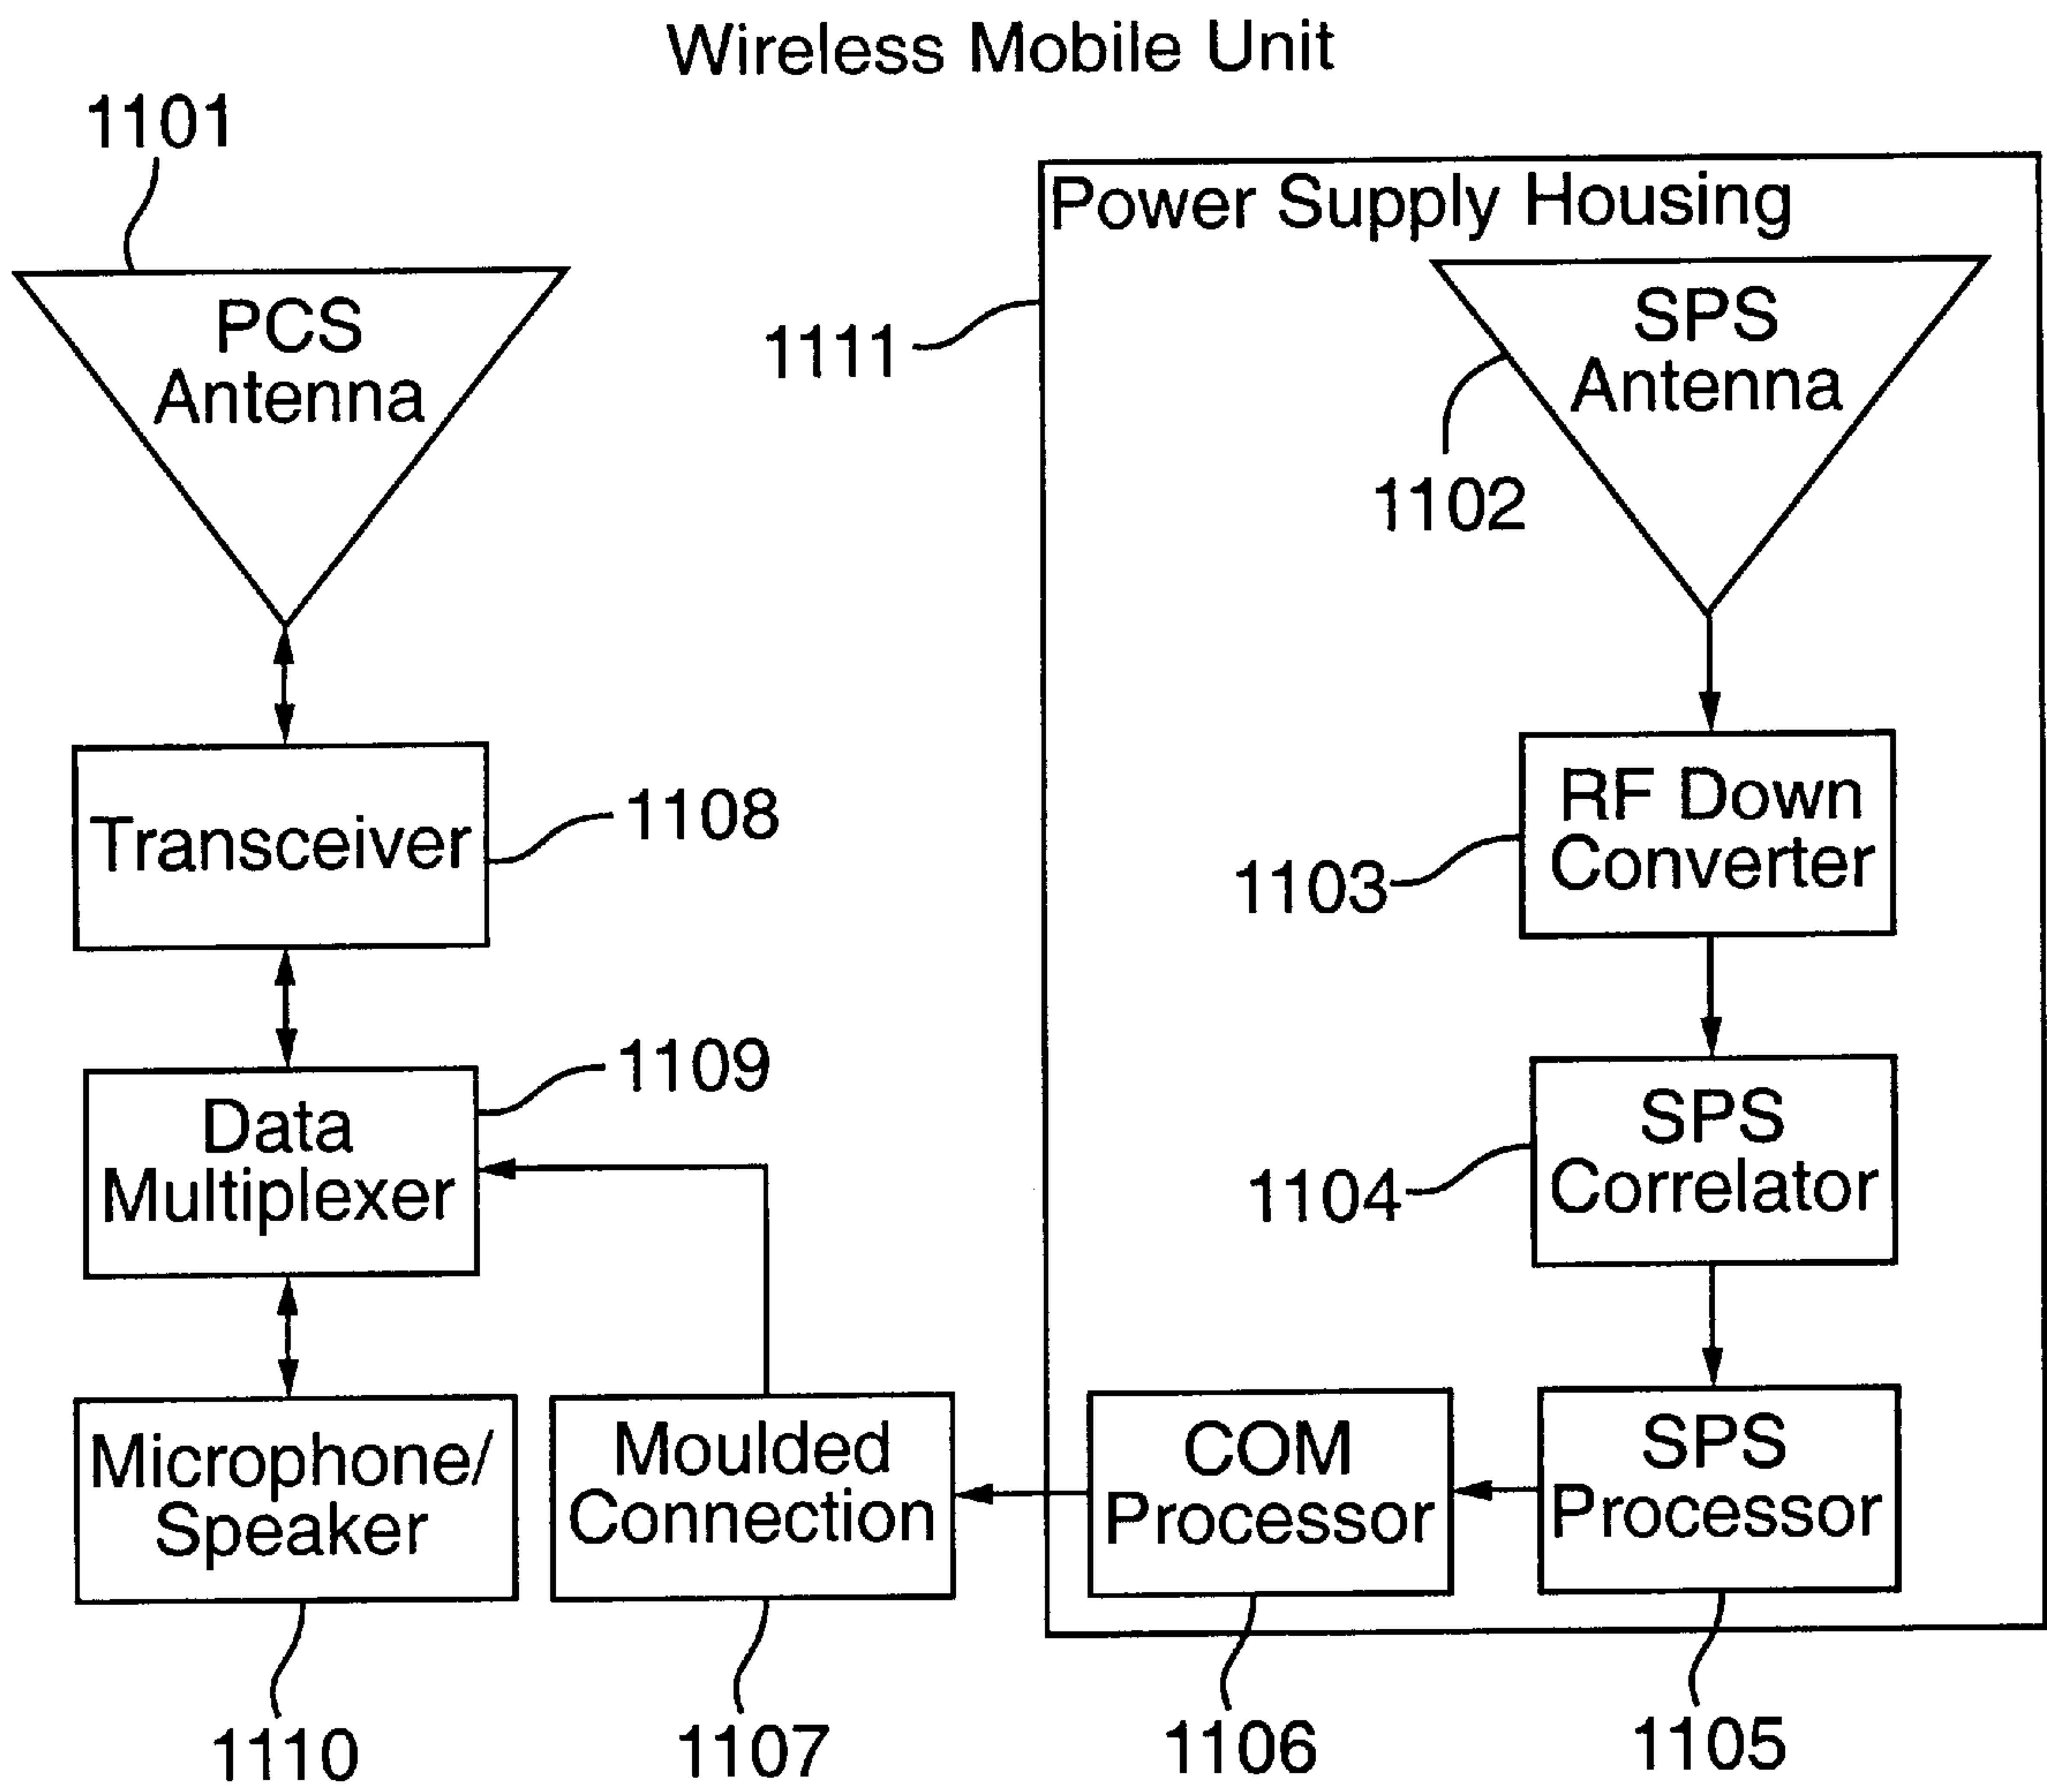 Wireless Mobile Unit
1101
Power Supply Housing
PCS
Antenna
1111
SPS
Antenna
1102
Transceiver
1108
RF Down
Converter
1103
Data
Multiplexer
1109
SPS
Correlator
1104
Microphone/
Speaker
Moulded
Connection
COM
Processor
SPS
Processor
1110
1107
1106
1105